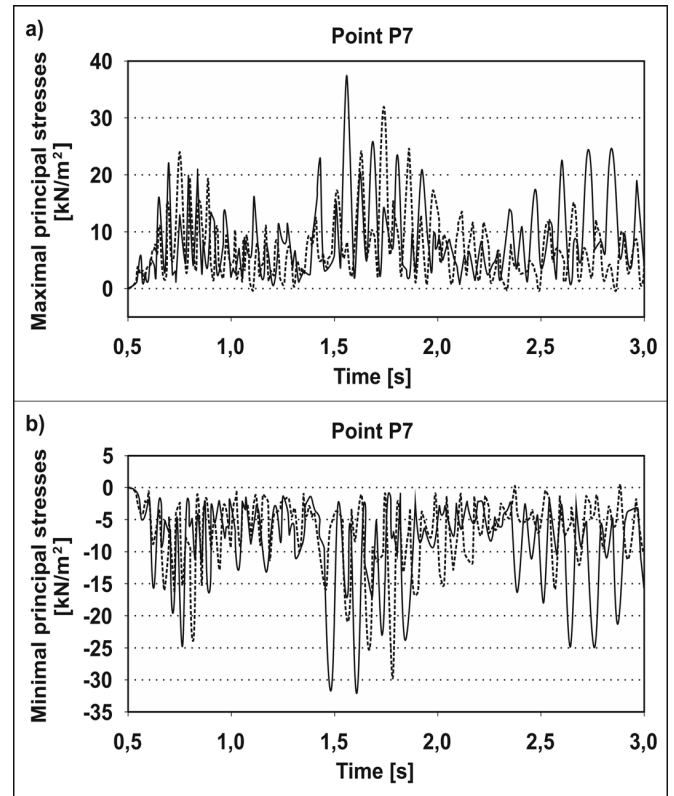 a)
Point P7
Maximal principal stresses
[kN/m²]
40
30
20
10
0
0,5
1,0
1,5
2,0
2,5
3,0
Time [s]
b)
Point P7
Minimal principal stresses
[kN/m²]
5
0
-5
-10
-15
-20
-25
-30
-35
0,5
1,0
1,5
2,0
2,5
3,0
Time [s]